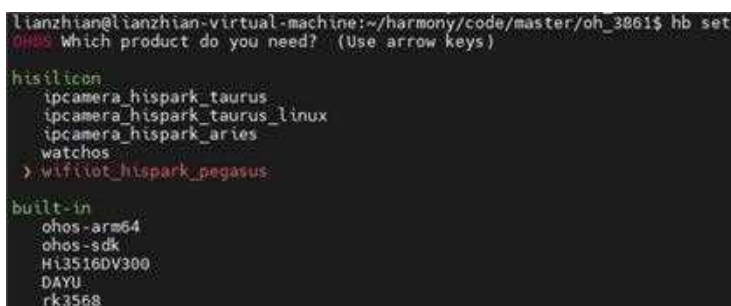 lianzhian@lianzhian-virtual-machine:~/harmony/code/master/oh_3861$ hb set
OHOS Which product do you need? (Use arrow keys)
hisilicon
ipcamera_hispark_taurus
ipcamera_hispark_taurus_linux
ipcamera_hispark_aries
watchos
❯ wifiiot_hispark_pegasus
built-in
ohos-arm64
ohos-sdk
Hi3516DV300
DAYU
rk3568